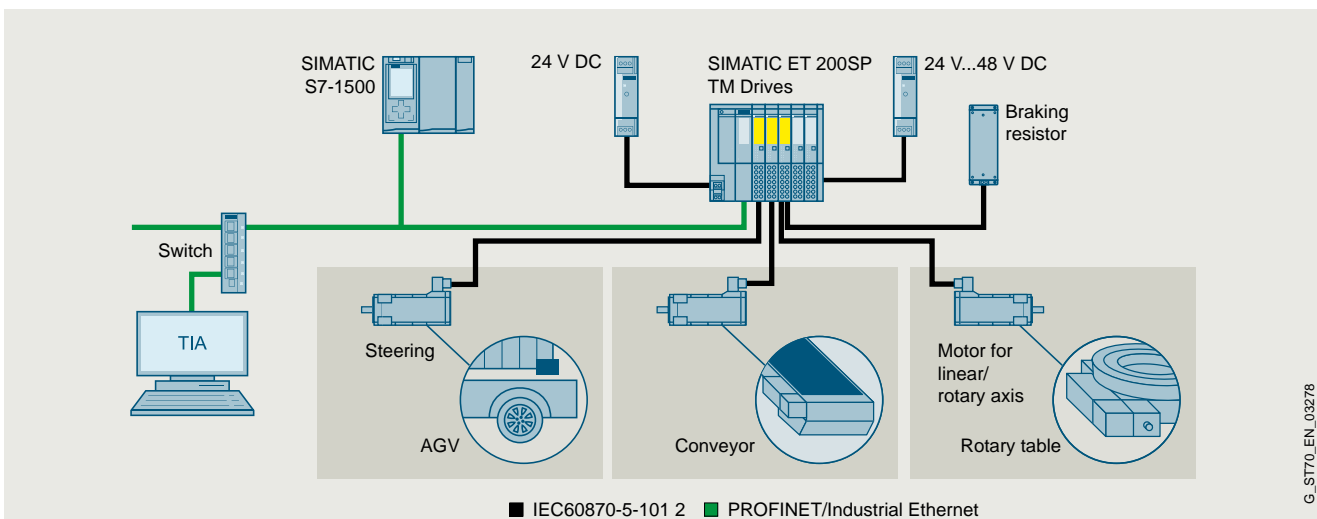 SIMATIC
S7-1500
24 V DC
SIMATIC ET 200SP
TM Drives
24 V...48 V DC
Braking
resistor
Switch
TIA
Steering
AGV
Conveyor
Motor for
linear/
rotary axis
Rotary table
IEC60870-5-101 2
PROFINET/Industrial Ethernet
G_ST70_EN_03278